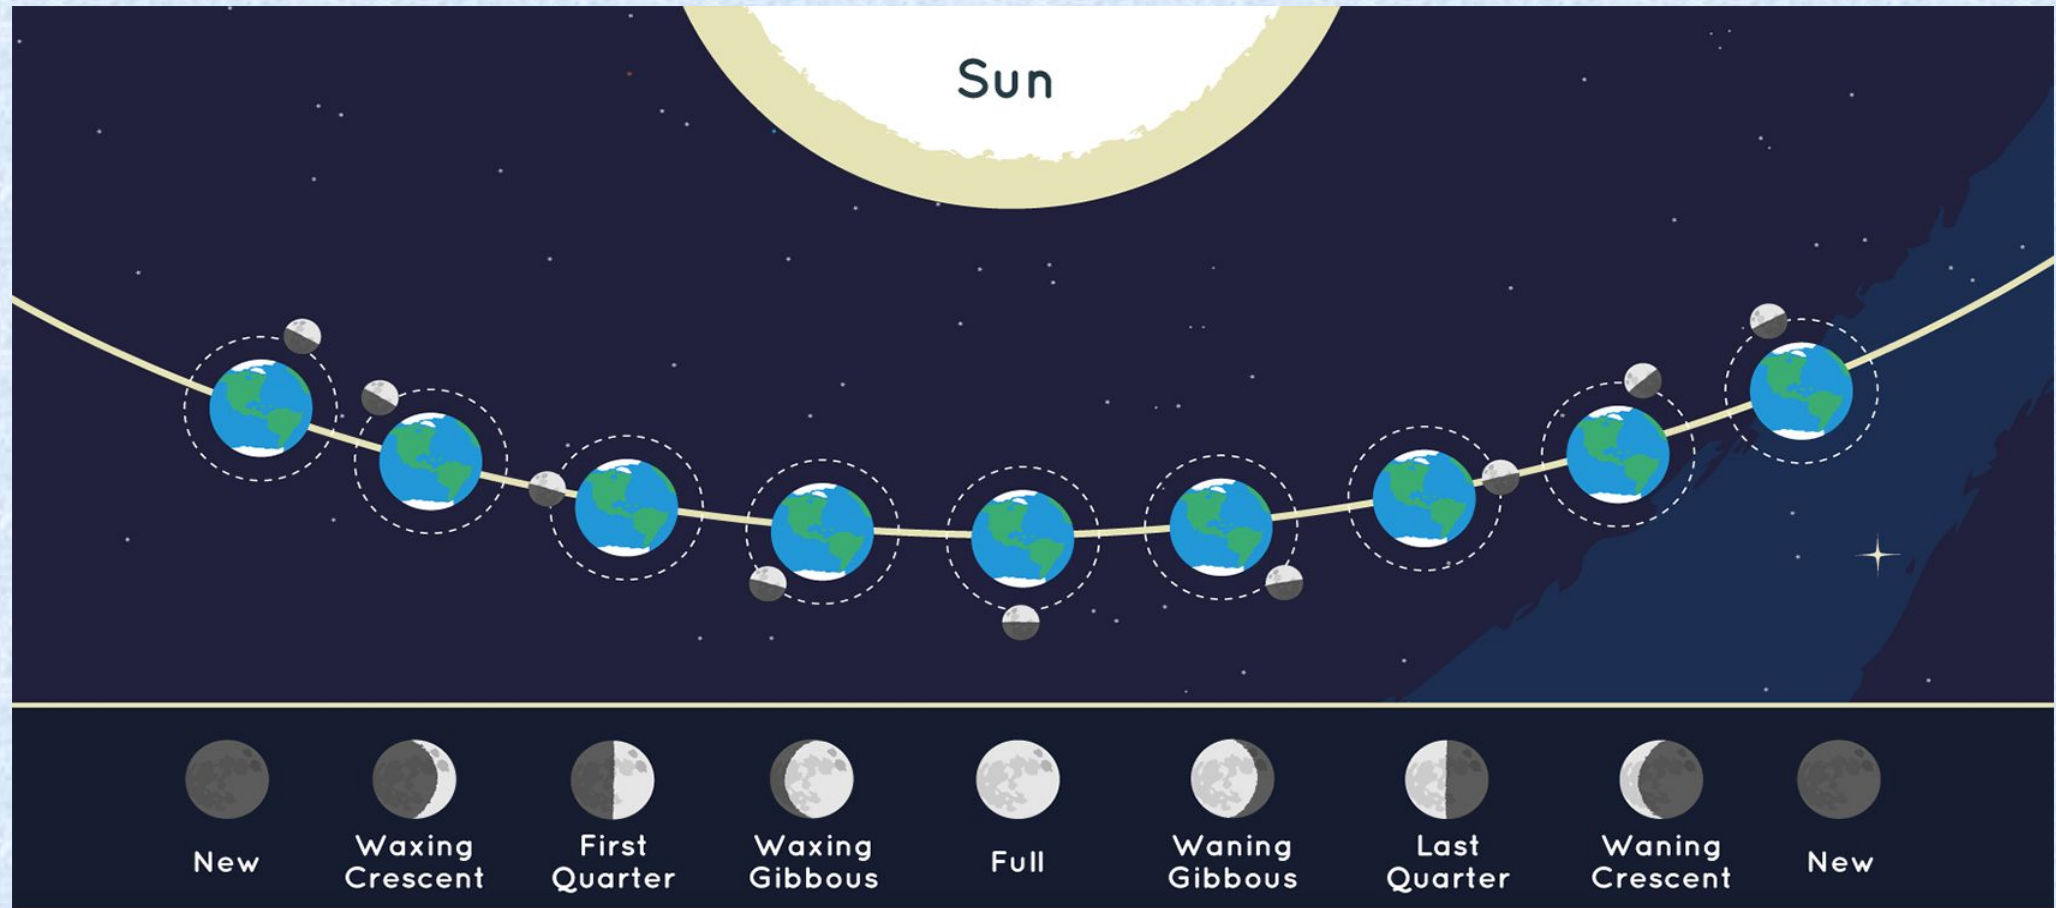 Sun
New
Waxing
Crescent
First
Quarter
Waxing
Gibbous
Full
Waning
Gibbous
Last
Quarter
Waning
Crescent
New